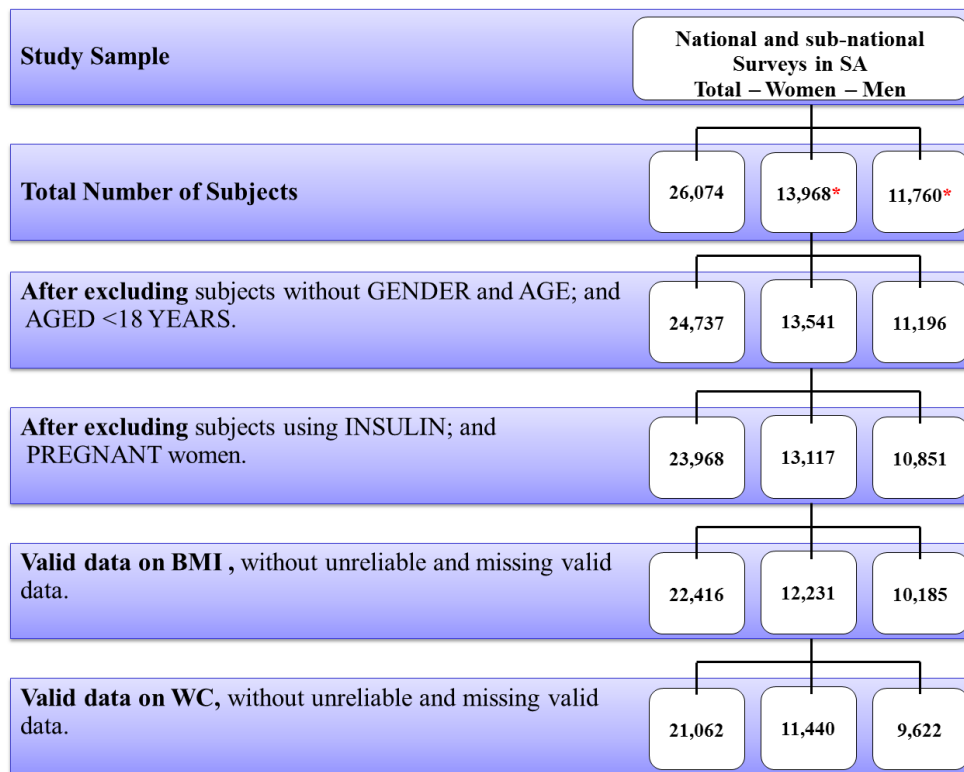 Study Sample
National and sub-national
Surveys in SA
Total – Women – Men
Total Number of Subjects
26,074
13,968*
11,760*
After excluding subjects without GENDER and AGE; and
AGED <18 YEARS.
24,737
13,541
11,196
After excluding subjects using INSULIN; and
PREGNANT women.
23,968
13,117
10,851
Valid data on BMI , without unreliable and missing valid
data.
22,416
12,231
10,185
Valid data on WC, without unreliable and missing valid
data.
21,062
11,440
9,622